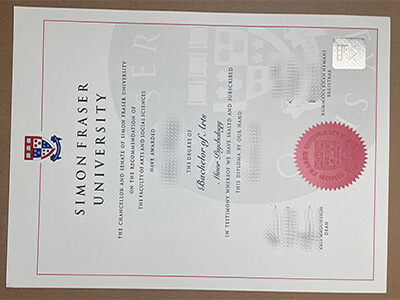 SIMON FRASER
UNIVERSITY
THE CHANCELLOR AND SENATE OF SIMON FRASER UNIVERSITY
ON THE RECOMMENDATION OF
THE FACULTY OF ARTS AND SOCIAL SCIENCES
HAVE AWARDED
THE DEGREE OF
Bachelor of Arts
Minor Psychology
IN TESTIMONY WHEREOF WE HAVE SEALED AND SUBSCRIBED
THIS DIPLOMA BY OUR HAND
REGISTRAR
DEAN